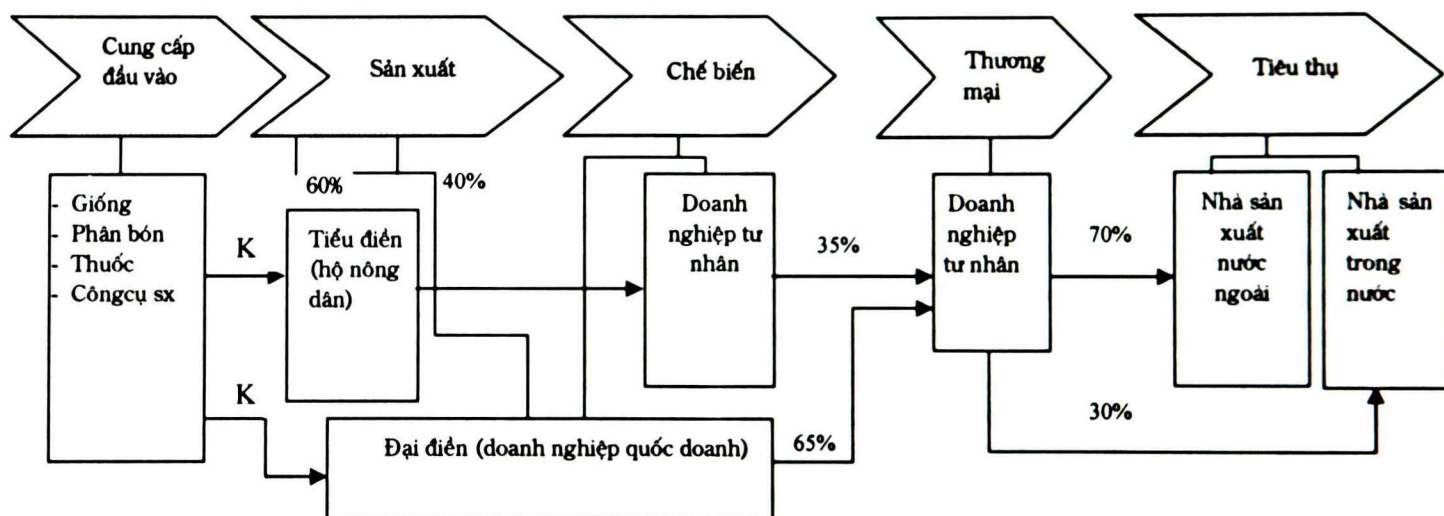 Cung cấp
đầu vào
Sản xuất
Chế biến
Thương
mại
Tiêu thụ
60%
40%
- Giống
- Phân bón
- Thuốc
- Côngcụ sx
K
K
Tiểu điền
(hộ nông
dân)
Doanh
nghiệp tư
nhân
35%
Doanh
nghiệp
tư nhân
70%
Nhà sản
xuất
nước
ngoài
Nhà sản
xuất
trong
nước
30%
Đại điền (doanh nghiệp quốc doanh)
65%